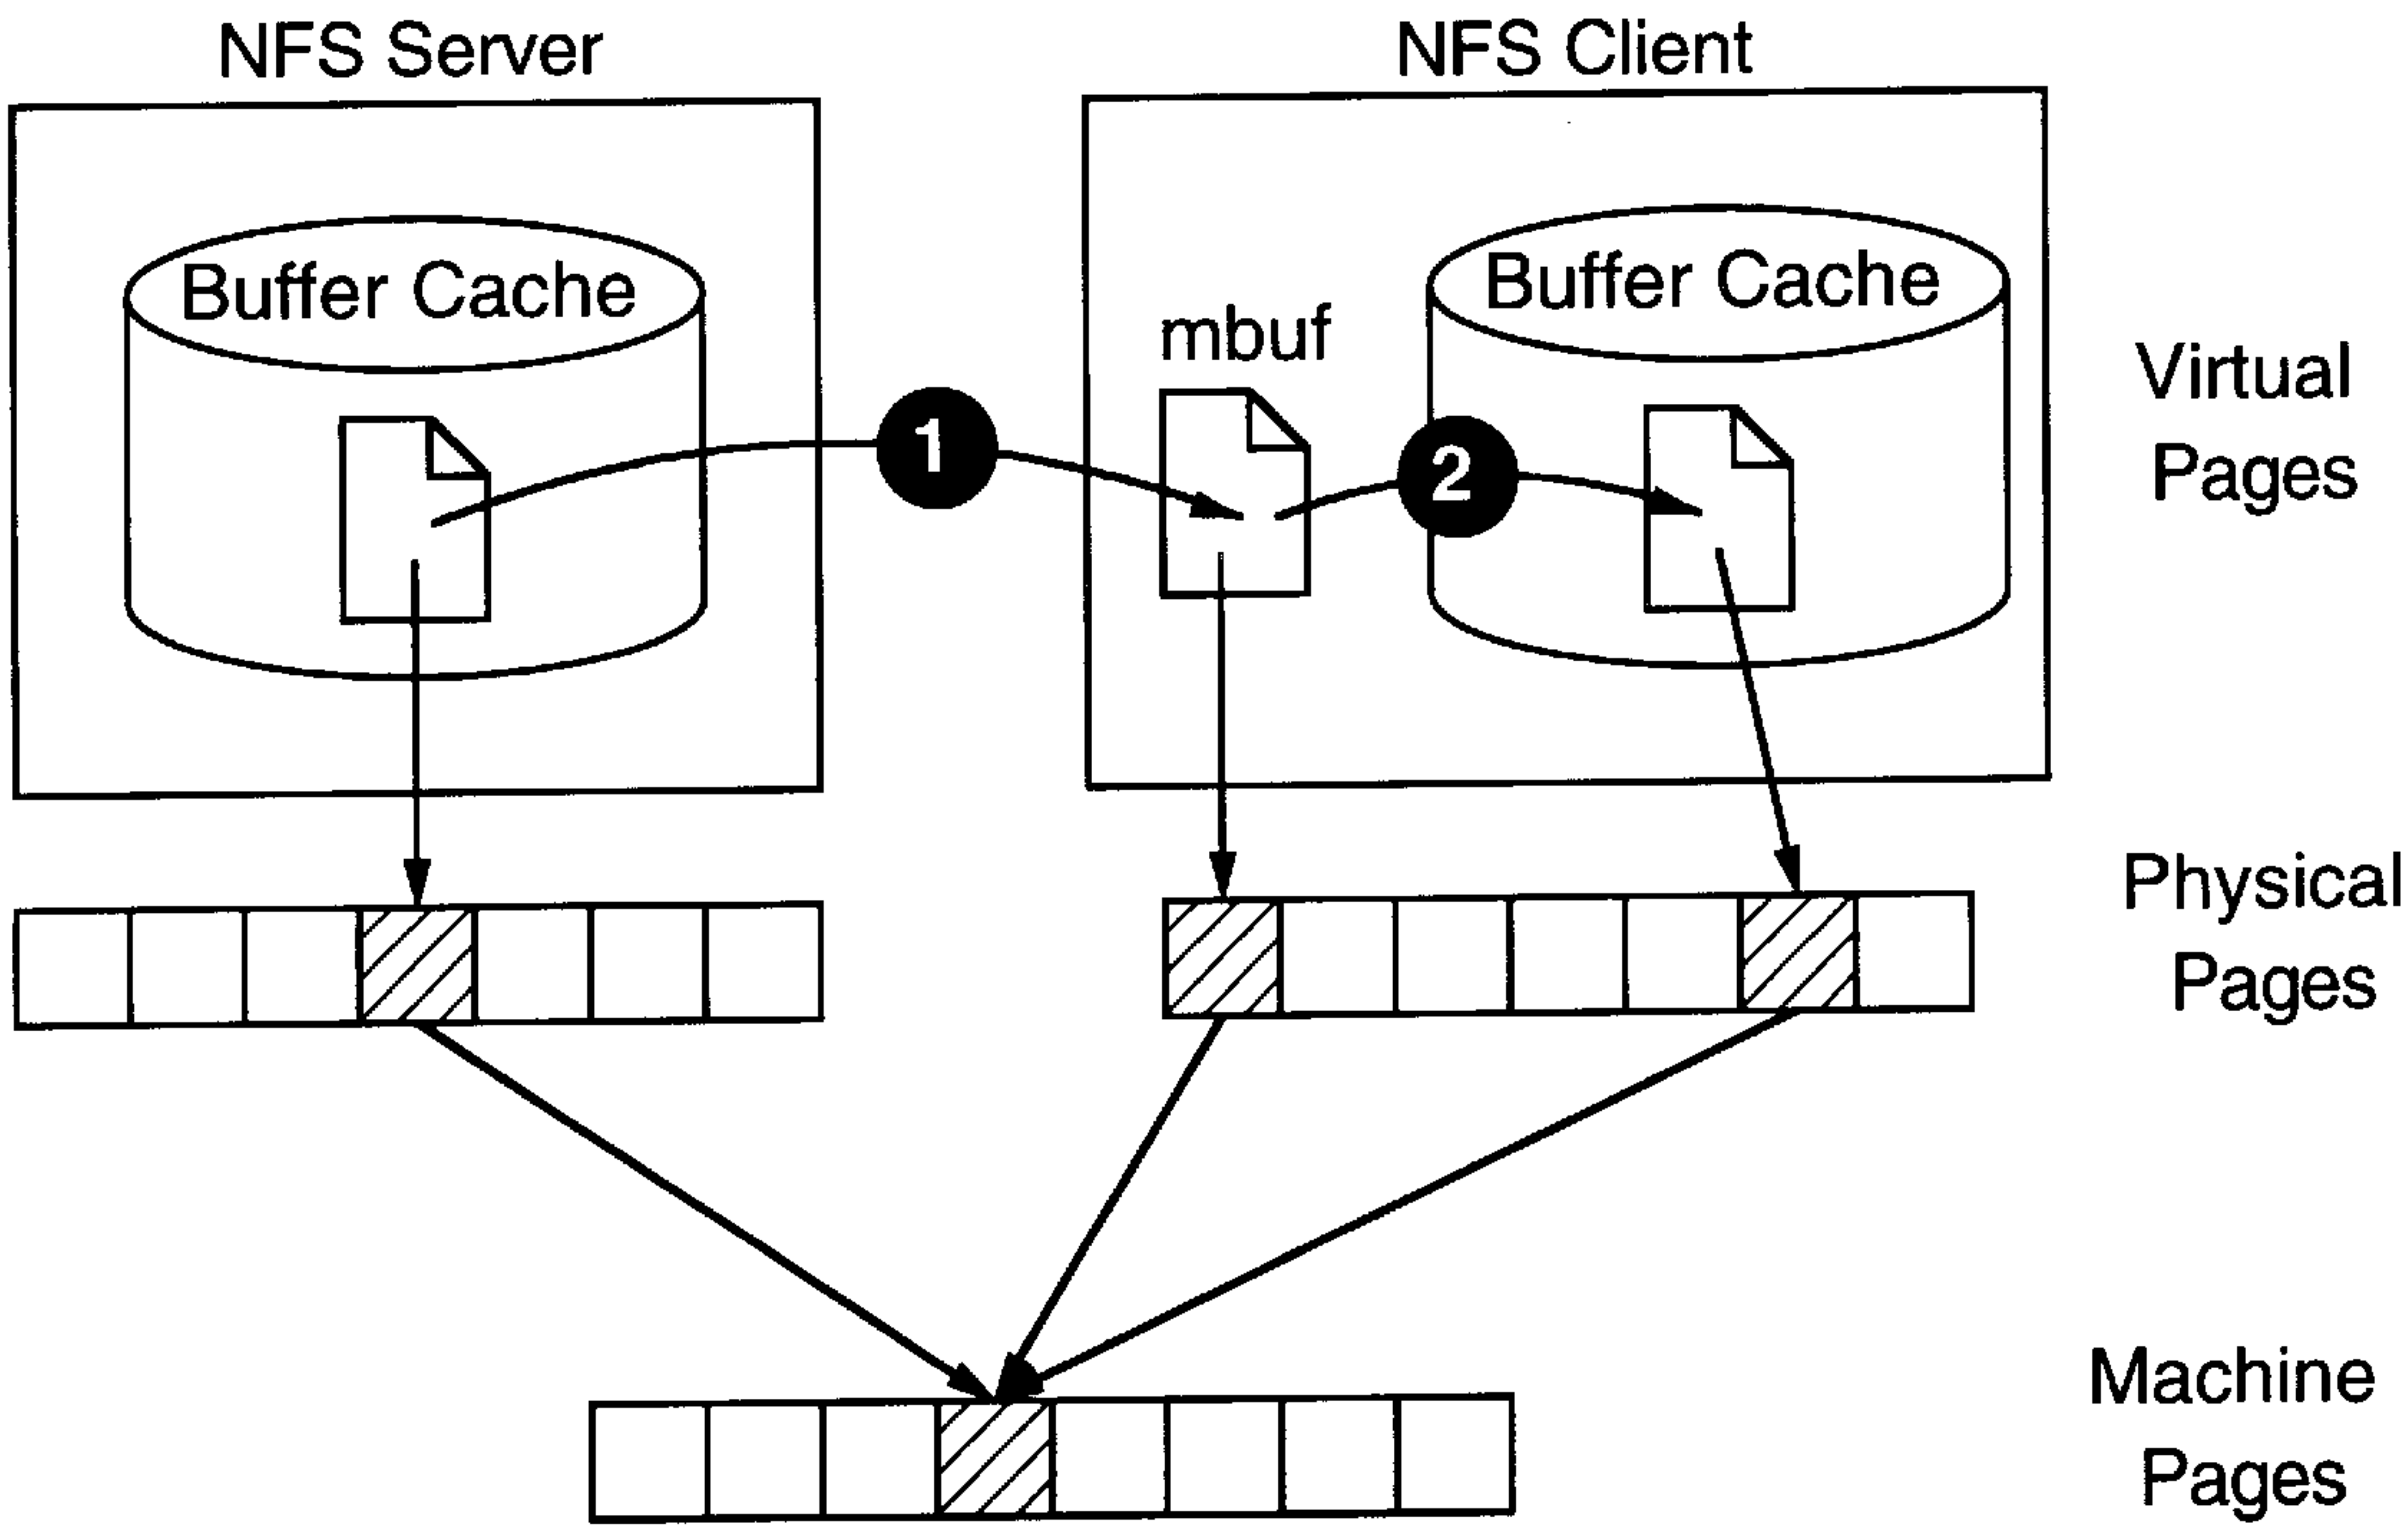 NFS Server
NFS Client
Buffer Cache
Buffer Cache
mbuf
1
2
Virtual
Pages
Physical
Pages
Machine
Pages